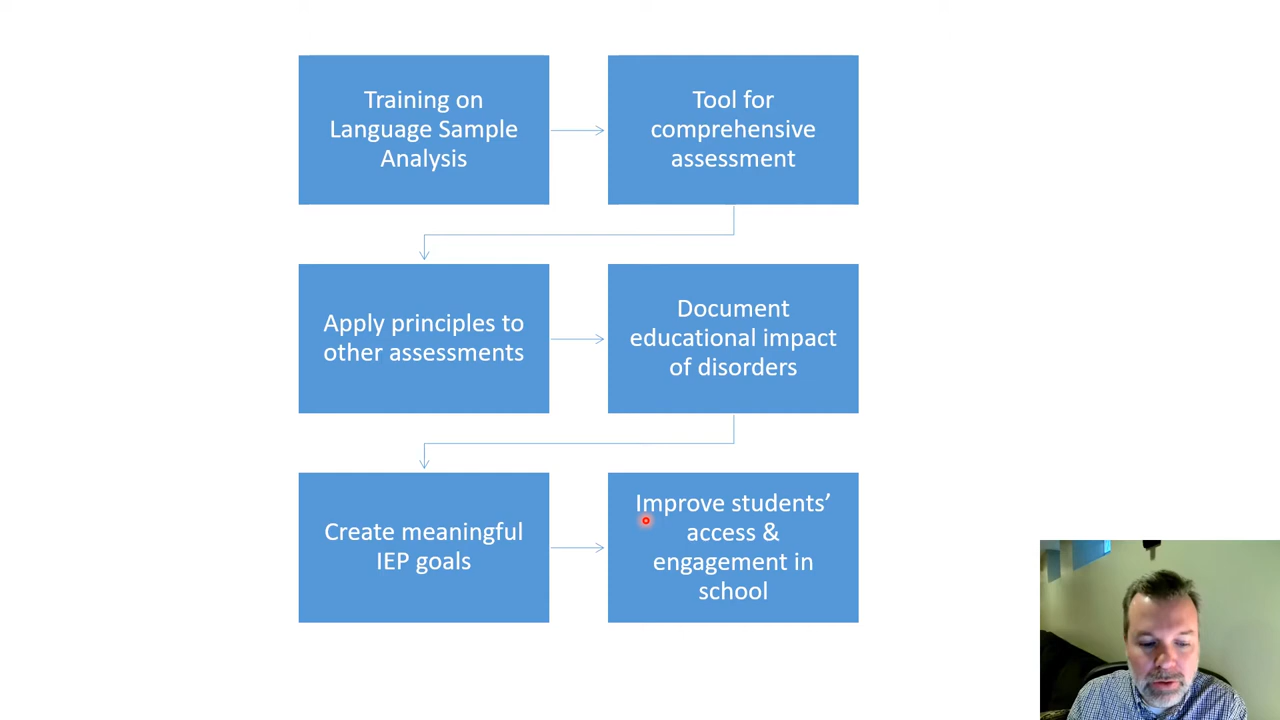 Training on
Language Sample
Analysis
Tool for
comprehensive
assessment
Apply principles to
other assessments
Document
educational impact
of disorders
Create meaningful
IEP goals
Improve students’
access &
engagement in
school